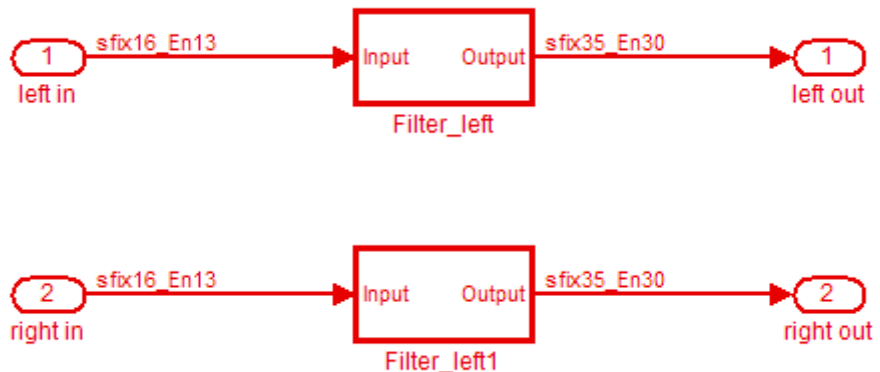 sfix16_En13
sfix35_En30
1
Input
Output
1
left in
left out
Filter_left
sfix16_En13
sfix35_En30
2
Input
Output
2
right in
right out
Filter_left1